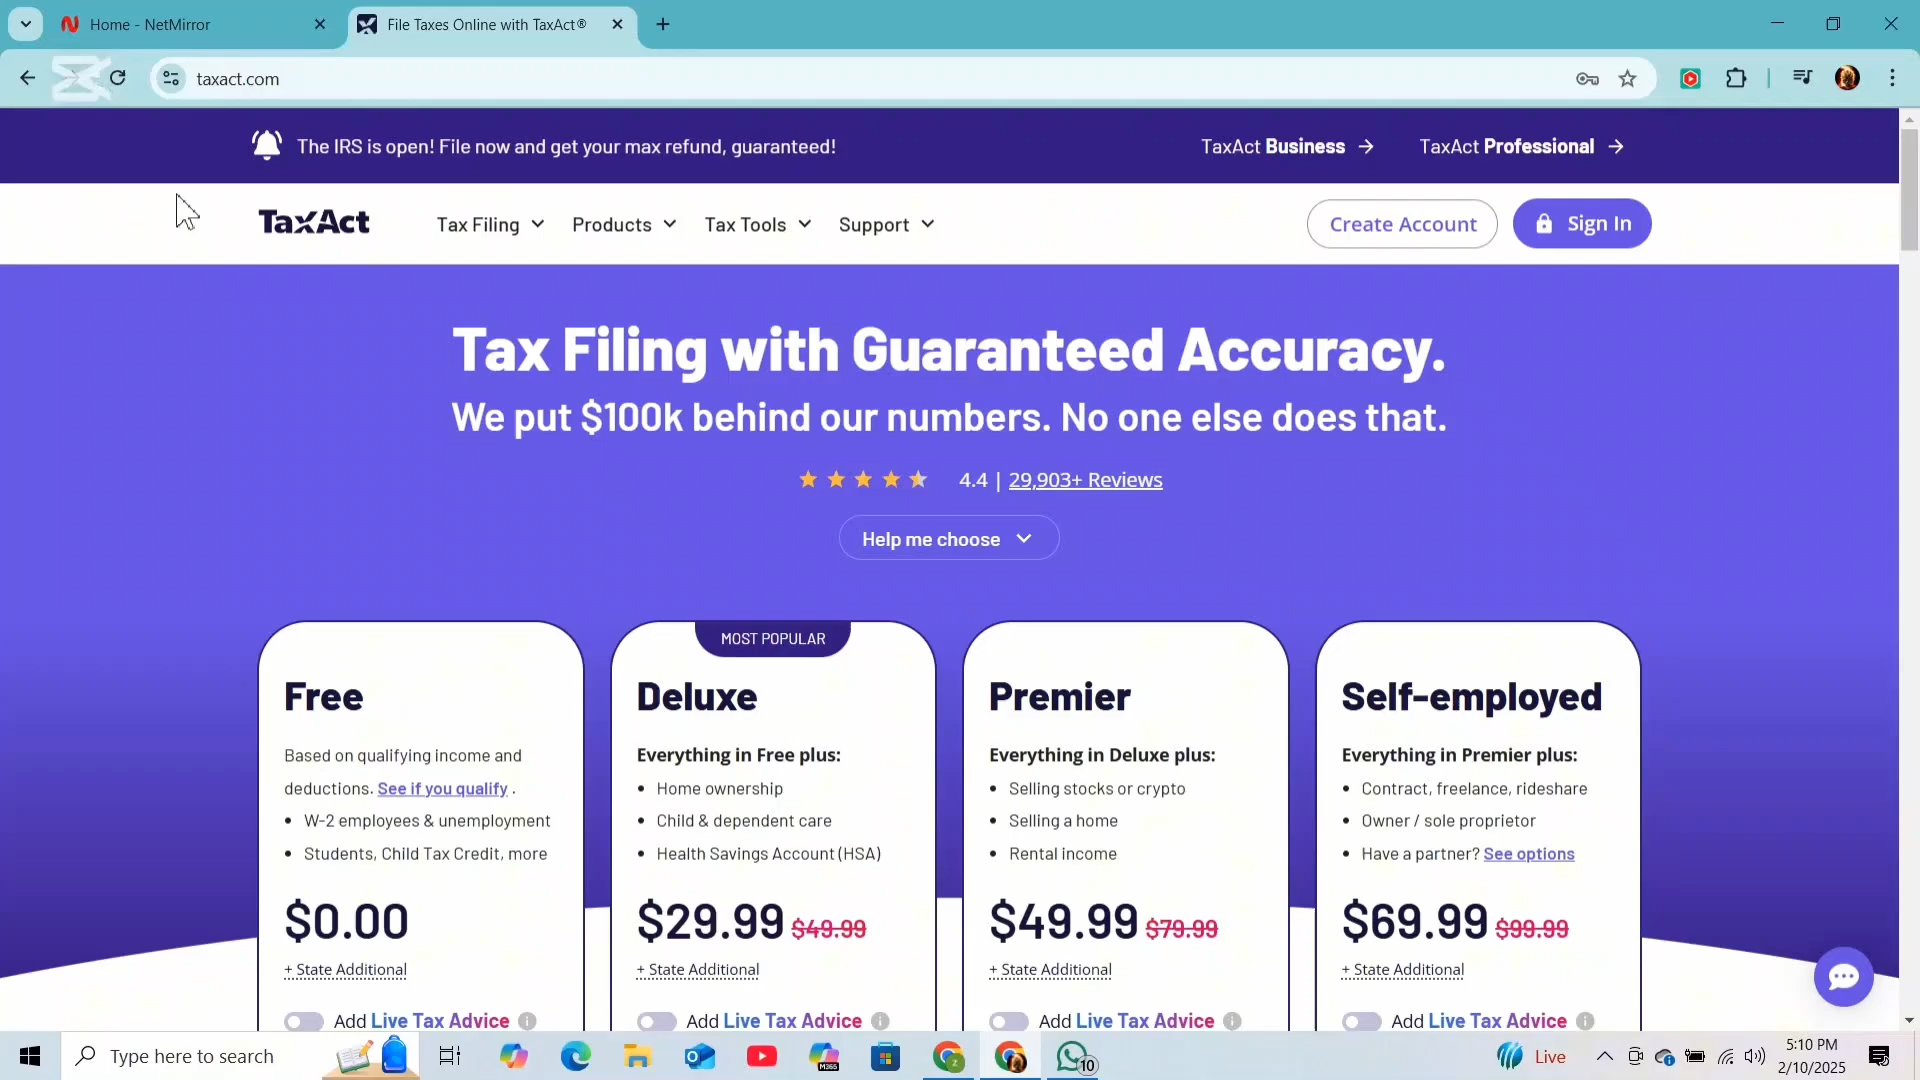 Home - NetMirror
File Taxes Online with TaxAct®
taxact.com
The IRS is open! File now and get your max refund, guaranteed!
TaxAct Business
TaxAct Professional
TaxAct
Tax Filing
Products
Tax Tools
Support
Create Account
Sign In
Tax Filing with Guaranteed Accuracy.
We put $100k behind our numbers. No one else does that.
4.4 | 29,903+ Reviews
Help me choose
Free
Based on qualifying income and
deductions. See if you qualify .
• W-2 employees & unemployment
• Students, Child Tax Credit, more
$0.00
+ State Additional
Add Live Tax Advice
MOST POPULAR
Deluxe
Everything in Free plus:
• Home ownership
• Child & dependent care
• Health Savings Account (HSA)
$29.99 $49.99
+ State Additional
Add Live Tax Advice
Premier
Everything in Deluxe plus:
• Selling stocks or crypto
• Selling a home
• Rental income
$49.99 $79.99
+ State Additional
Add Live Tax Advice
Self-employed
Everything in Premier plus:
• Contract, freelance, rideshare
• Owner / sole proprietor
• Have a partner? See options
$69.99 $99.99
+ State Additional
Add Live Tax Advice
Type here to search
M365
10
Live
5:10 PM
2/10/2025